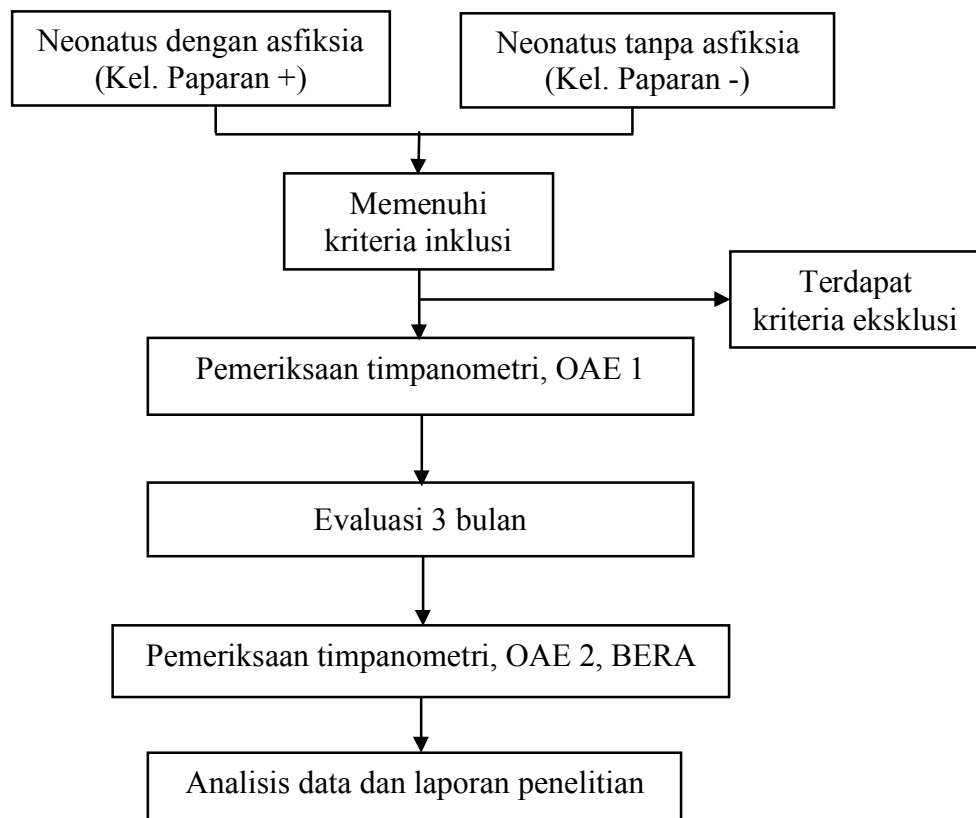 Neonatus dengan asfiksia
(Kel. Paparan +)
Neonatus tanpa asfiksia
(Kel. Paparan -)
Memenuhi
kriteria inklusi
Terdapat
kriteria eksklusi
Pemeriksaan timpanometri, OAE 1
Evaluasi 3 bulan
Pemeriksaan timpanometri, OAE 2, BERA
Analisis data dan laporan penelitian